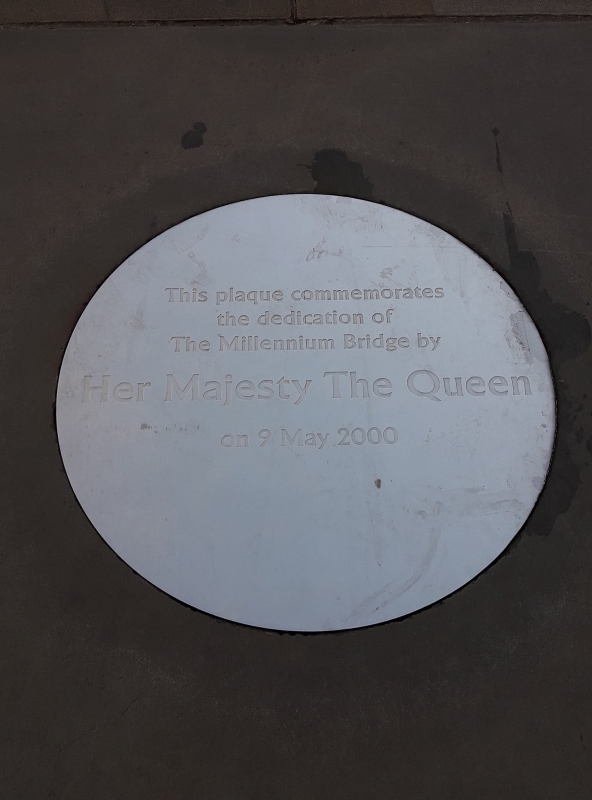 This plaque commemorates
the dedication of
The Millennium Bridge by
Her Majesty The Queen
on 9 May 2000